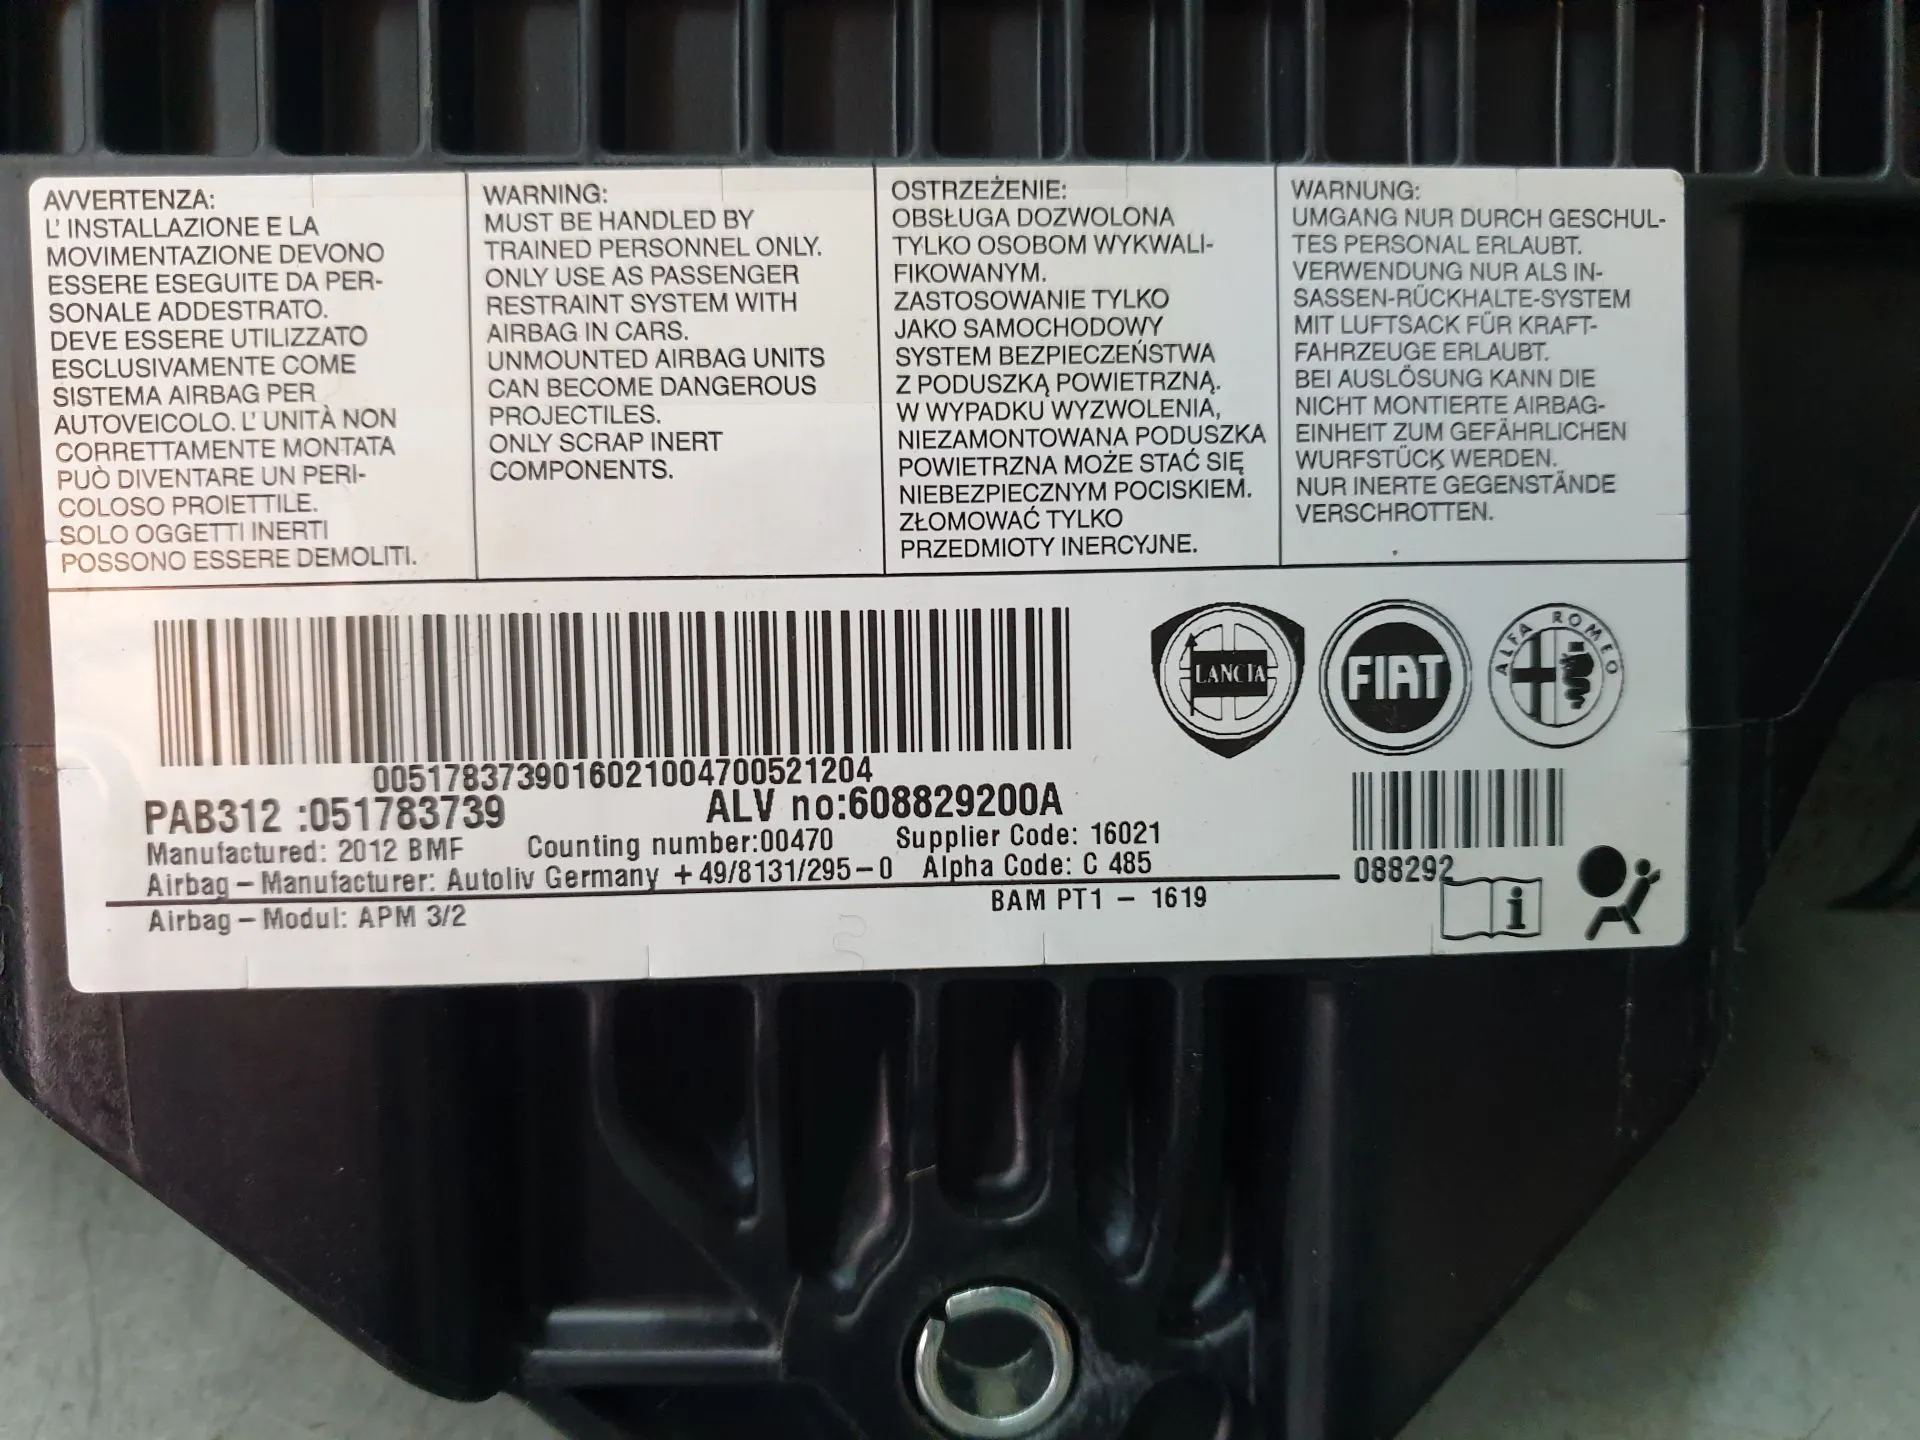 AVVERTENZA:
L' INSTALLAZIONE E LA
MOVIMENTAZIONE DEVONO
ESSERE ESEGUITE DA PER-
SONALE ADDESTRATO.
DEVE ESSERE UTILIZZATO
ESCLUSIVAMENTE COME
SISTEMA AIRBAG PER
AUTOVEICOLO. L' UNITÀ NON
CORRETTAMENTE MONTATA
PUÒ DIVENTARE UN PERI-
COLOSO PROIETTILE.
SOLO OGGETTI INERTI
POSSONO ESSERE DEMOLITI.
WARNING:
MUST BE HANDLED BY
TRAINED PERSONNEL ONLY.
ONLY USE AS PASSENGER
RESTRAINT SYSTEM WITH
AIRBAG IN CARS.
UNMOUNTED AIRBAG UNITS
CAN BECOME DANGEROUS
PROJECTILES.
ONLY SCRAP INERT
COMPONENTS.
OSTRZEŻENIE:
OBSŁUGA DOZWOLONA
TYLKO OSOBOM WYKWALI-
FIKOWANYM.
ZASTOSOWANIE TYLKO
JAKO SAMOCHODOWY
SYSTEM BEZPIECZEŃSTWA
Z PODUSZKĄ POWIETRZNĄ.
W WYPADKU WYZWOLENIA,
NIEZAMONTOWANA PODUSZKA
POWIETRZNA MOŻE STAĆ SIĘ
NIEBEZPIECZNYM POCISKIEM.
ZŁOMOWAĆ TYLKO
PRZEDMIOTY INERCYJNE.
WARNUNG:
UMGANG NUR DURCH GESCHUL-
TES PERSONAL ERLAUBT.
VERWENDUNG NUR ALS IN-
SASSEN-RÜCKHALTE-SYSTEM
MIT LUFTSACK FÜR KRAFT-
FAHRZEUGE ERLAUBT.
BEI AUSLÖSUNG KANN DIE
NICHT MONTIERTE AIRBAG-
EINHEIT ZUM GEFÄHRLICHEN
WURFSTÜCK WERDEN.
NUR INERTE GEGENSTÄNDE
VERSCHROTTEN.
LANCIA
FIAT
ALFA ROMEO
005178373901602100470052​1204
PAB312 :051783739 ALV no:608829200A
Manufactured: 2012 BMF Counting number:00470 Supplier Code: 16021
Airbag – Manufacturer: Autoliv Germany +49/8131/295-0 Alpha Code: C 485
088292
Airbag – Modul: APM 3/2 BAM PT1 – 1619
i